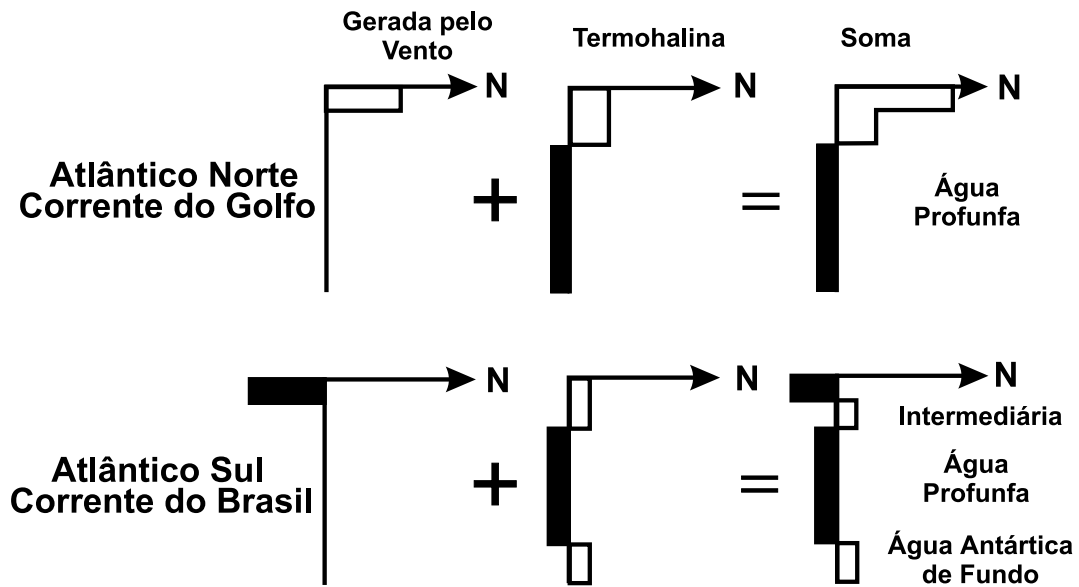 Gerada pelo
Vento
Termohalina
Soma
N
N
N
Atlântico Norte
Corrente do Golfo
+
=
Água
Profunfa
N
N
N
Intermediária
Atlântico Sul
Corrente do Brasil
+
=
Água
Profunfa
Água Antártica
de Fundo